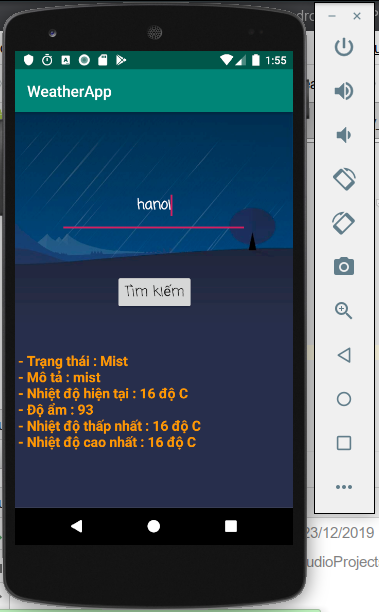 1:55
WeatherApp
hanoi
Tìm kiếm
- Trạng thái : Mist
- Mô tả : mist
- Nhiệt độ hiện tại : 16 độ C
- Độ ẩm : 93
- Nhiệt độ thấp nhất : 16 độ C
- Nhiệt độ cao nhất : 16 độ C
23/12/2019
udioProject